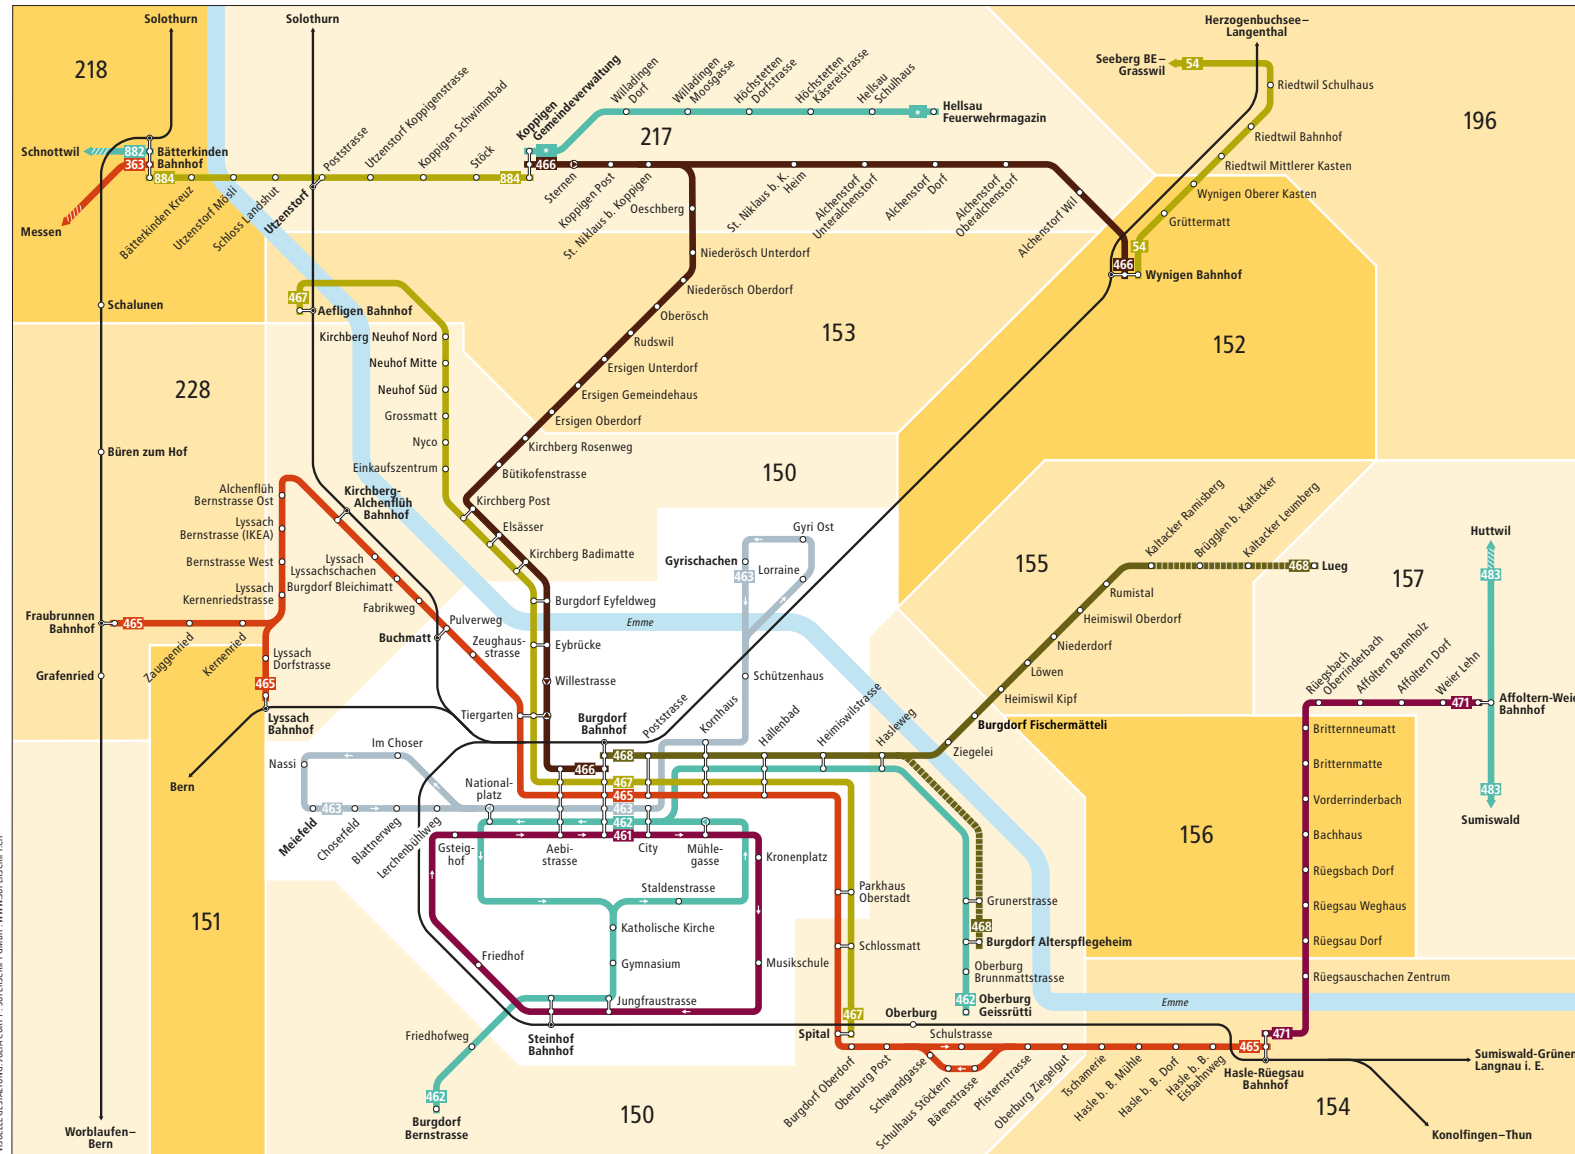 Solothurn
Solothurn
Herzogenbuchsee–
Langenthal
218
Seeberg BE–
Grasswil
54
Riedtwil Schulhaus
196
Riedtwil Bahnhof
Riedtwil Mittlerer Kasten
Wynigen Oberer Kasten
Grüttermatt
54
466
Wynigen Bahnhof
Schnottwil
882
363
Bätterkinden
Bahnhof
884
Messen
Bätterkinden Kreuz
Utzenstorf Mösli
Schloss Landshut
Utzenstorf
Poststrasse
Utzenstorf Koppigenstrasse
Koppigen Schwimmbad
Stöck
884
Koppigen
Gemeindeverwaltung
Willadingen
Dorf
Willadingen
Moosgasse
Höchstetten
Dorfstrasse
Höchstetten
Käsereistrasse
Hellsau
Schulhaus
Hellsau
Feuerwehrmagazin
217
466
Sternen
Koppigen Post
St. Niklaus b. Koppigen
St. Niklaus b. K.
Heim
Alchenstorf
Unteralchenstorf
Alchenstorf
Dorf
Alchenstorf
Oberalchenstorf
Alchenstorf Wil
Oeschberg
Niederösch Unterdorf
Niederösch Oberdorf
Oberösch
Rudswil
Ersigen Unterdorf
Ersigen Gemeindehaus
Ersigen Oberdorf
Kirchberg Rosenweg
Bütikofenstrasse
Kirchberg Post
Elsässer
Kirchberg Badimatte
153
152
Schalunen
467
Aefligen Bahnhof
Kirchberg Neuhof Nord
Neuhof Mitte
Neuhof Süd
Grossmatt
Nyco
Einkaufszentrum
228
Büren zum Hof
150
Alchenflüh
Bernstrasse Ost
Lyssach
Bernstrasse (IKEA)
Bernstrasse West
Lyssach
Kernenriedstrasse
Kirchberg-
Alchenflüh
Bahnhof
Lyssach
Lyssachschachen
Burgdorf Bleichimatt
Fabrikweg
Pulverweg
Buchmatt
Zeughaus-
strasse
Tiergarten
Fraubrunnen
Bahnhof
465
Zauggenried
Kernenried
Lyssach
Dorfstrasse
465
Lyssach
Bahnhof
Grafenried
Bern
Burgdorf Eyfeldweg
Eybrücke
Willestrasse
Emme
Gyrischachen
463
Gyri Ost
Lorraine
Schützenhaus
155
Kaltacker Ramisberg
Brügglen b. Kaltacker
Kaltacker Leumberg
468
Lueg
Rumistal
Heimiswil Oberdorf
Niederdorf
Löwen
Heimiswil Kipf
Burgdorf Fischermätteli
Ziegelei
157
Huttwil
483
Rüegsbach
Oberrinderbach
Affoltern Bannholz
Affoltern Dorf
Weier Lehn
471
Affoltern-Weie
Bahnhof
483
Sumiswald
Britternneumatt
Britternmatte
Vorderrinderbach
Bachhaus
Rüegsbach Dorf
Rüegsau Weghaus
Rüegsau Dorf
Rüegsauschachen Zentrum
156
Burgdorf
Bahnhof
Poststrasse
Kornhaus
Hallenbad
Heimiswilstrasse
Hasleweg
468
466
467
465
463
462
461
Im Choser
Nassi
Meiefeld
463
Choserfeld
Blattnerweg
Lerchenbühlweg
National-
platz
Gsteig-
hof
Aebi-
strasse
City
Mühle-
gasse
Kronenplatz
Staldenstrasse
Katholische Kirche
Gymnasium
Jungfraustrasse
Musikschule
Friedhof
Steinhof
Bahnhof
Friedhofweg
462
Burgdorf
Bernstrasse
151
150
Parkhaus
Oberstadt
Schlossmatt
467
Spital
Grunerstrasse
468
Burgdorf Alterspflegeheim
Oberburg
Brunnmattstrasse
462
Oberburg
Geissrütti
Oberburg
Emme
Burgdorf Oberdorf
Oberburg Post
Schwandgasse
Schulhaus Stöckern
Schulstrasse
Bärenstrasse
Pfisternstrasse
Oberburg Ziegelgut
Tschamerie
Hasle b. B. Mühle
Hasle b. B. Dorf
Hasle b. B.
Eisbahnweg
465
471
Hasle-Rüegsau
Bahnhof
Sumiswald-Grünen
Langnau i. E.
154
Konolfingen–Thun
Worblaufen–
Bern